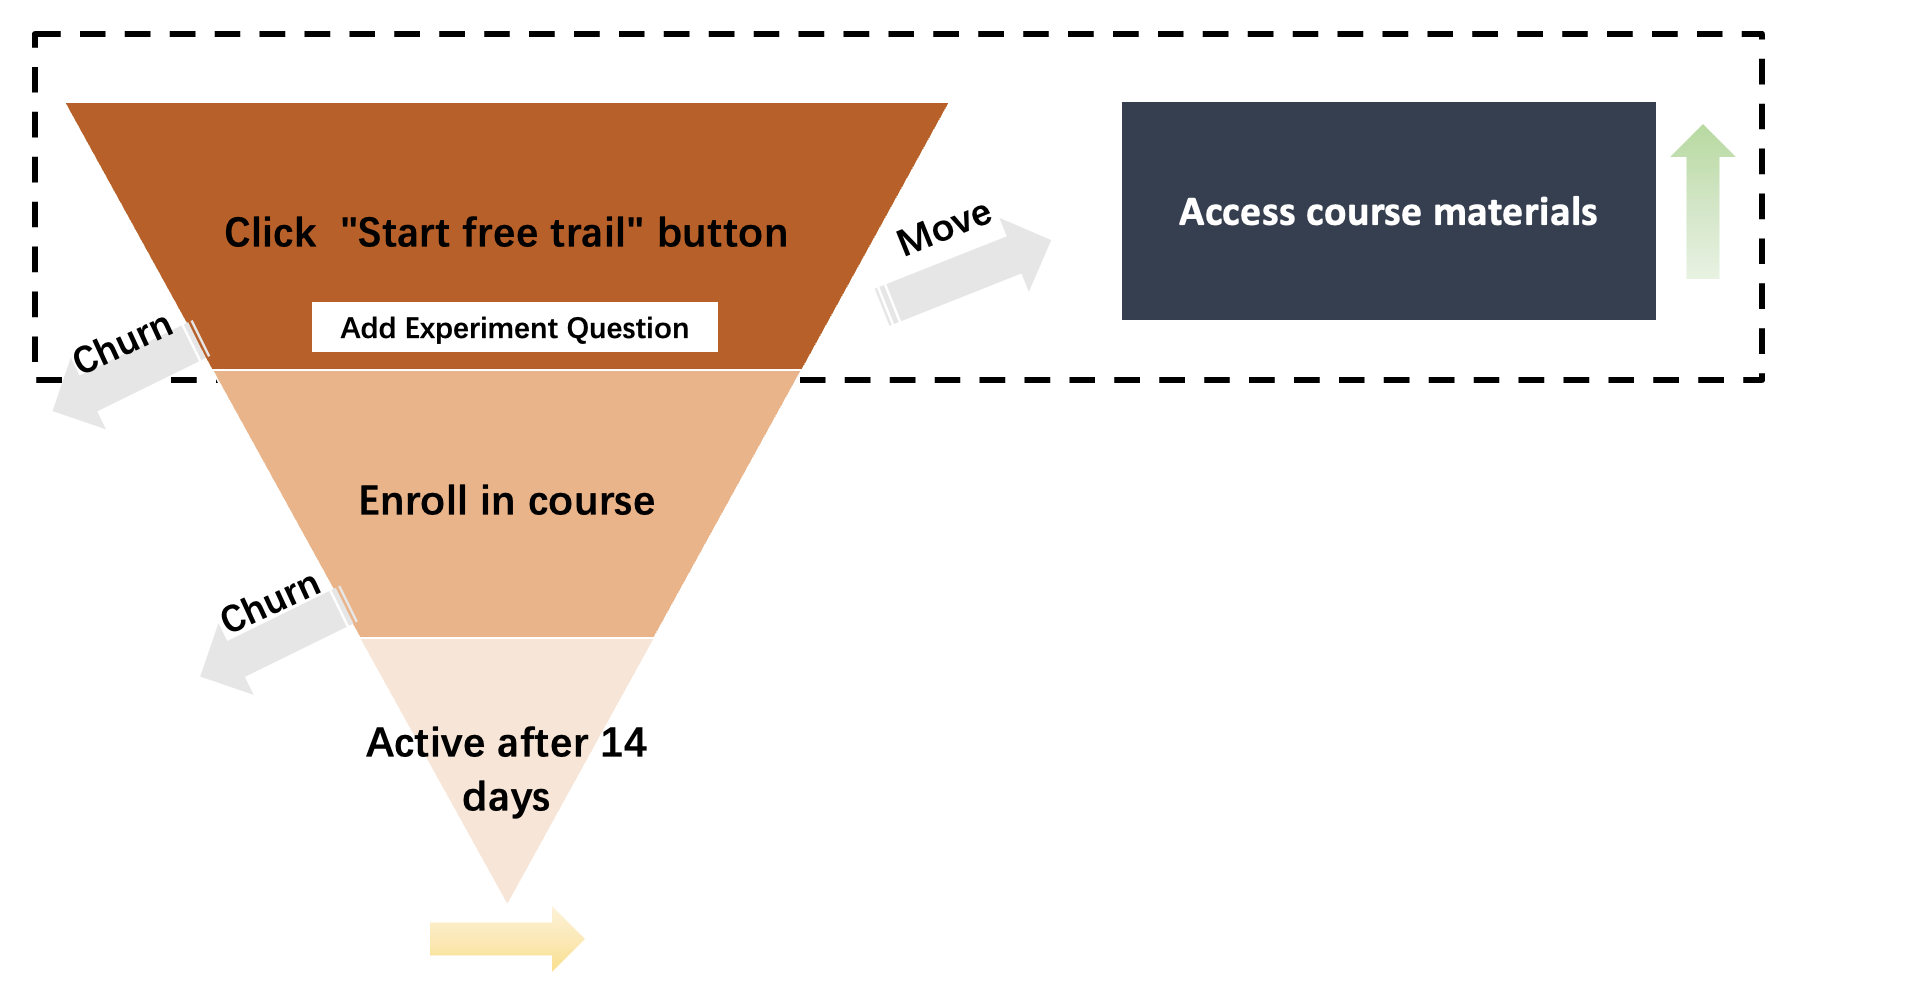 Click  "Start free trail" button
Move
Access course materials
Add Experiment Question
Churn
Enroll in course
Churn
Active after 14
days